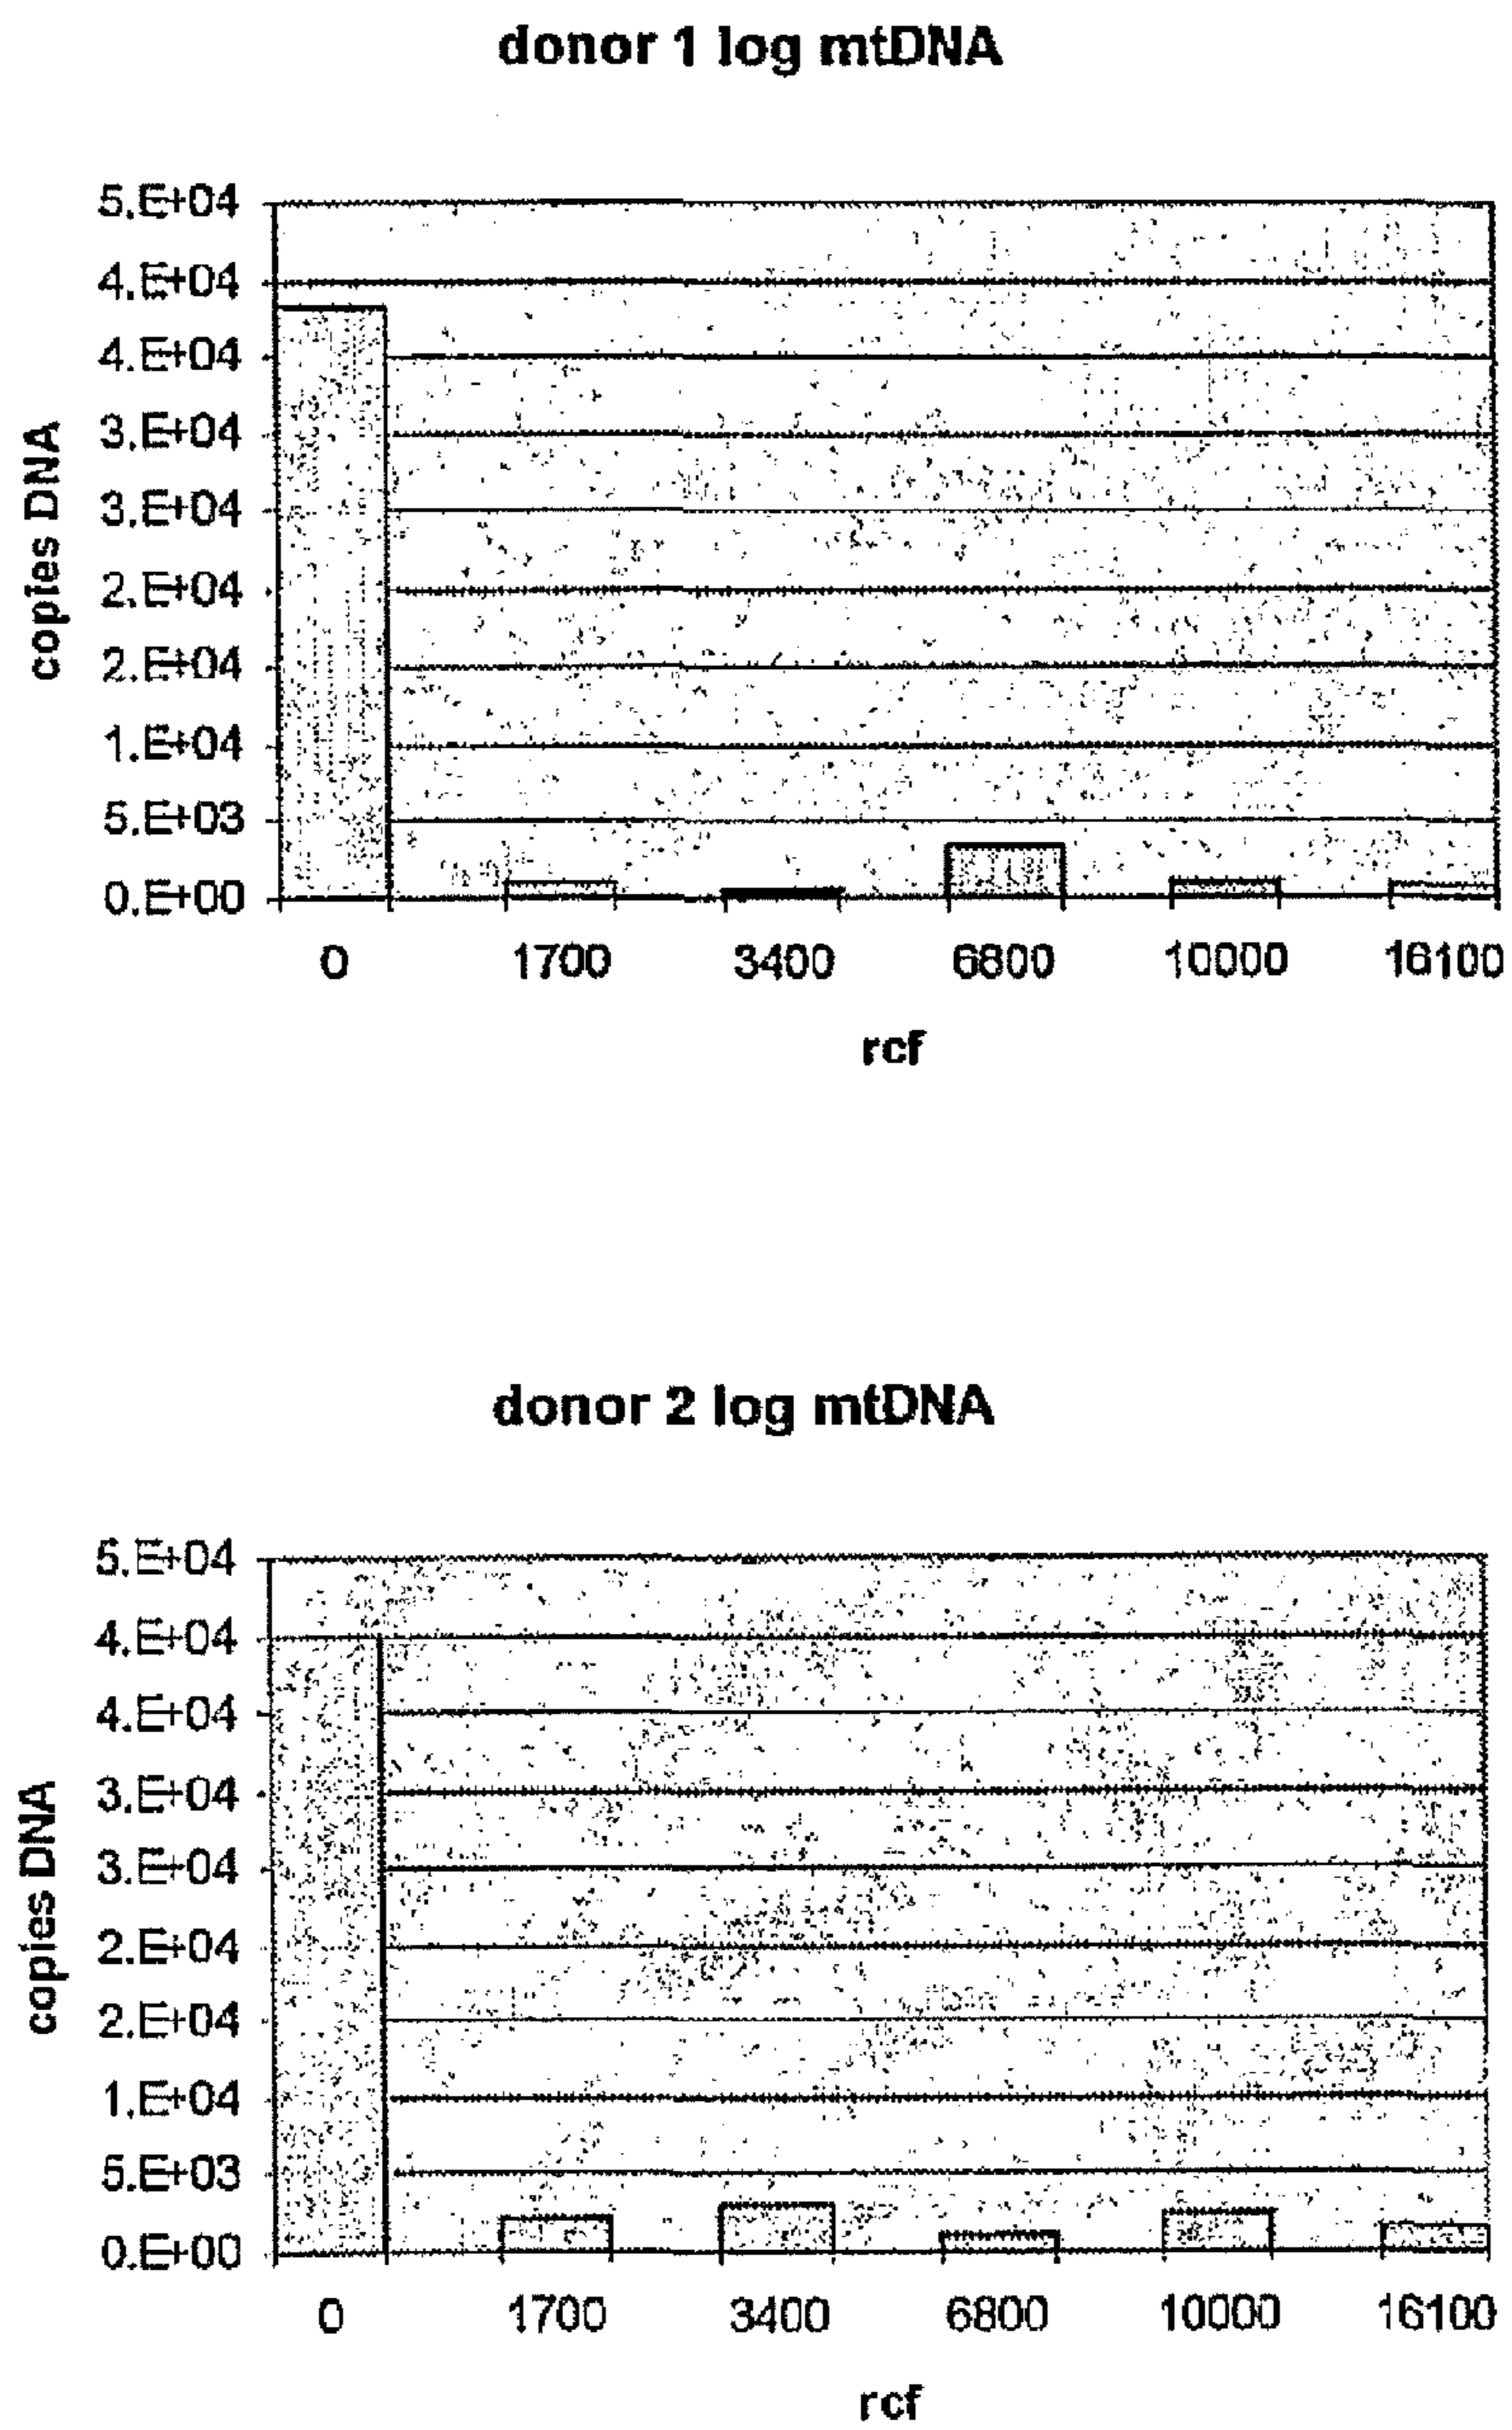 donor 1 log mtDNA
5.E+04
4.E+04
4.E+04
3.E+04
3.E+04
2.E+04
2.E+04
1.E+04
5.E+03
0.E+00
copies DNA
0 1700 3400 6800 10000 16100
rcf
donor 2 log mtDNA
5.E+04
4.E+04
4.E+04
3.E+04
3.E+04
2.E+04
2.E+04
1.E+04
5.E+03
0.E+00
copies DNA
0 1700 3400 6800 10000 16100
rcf